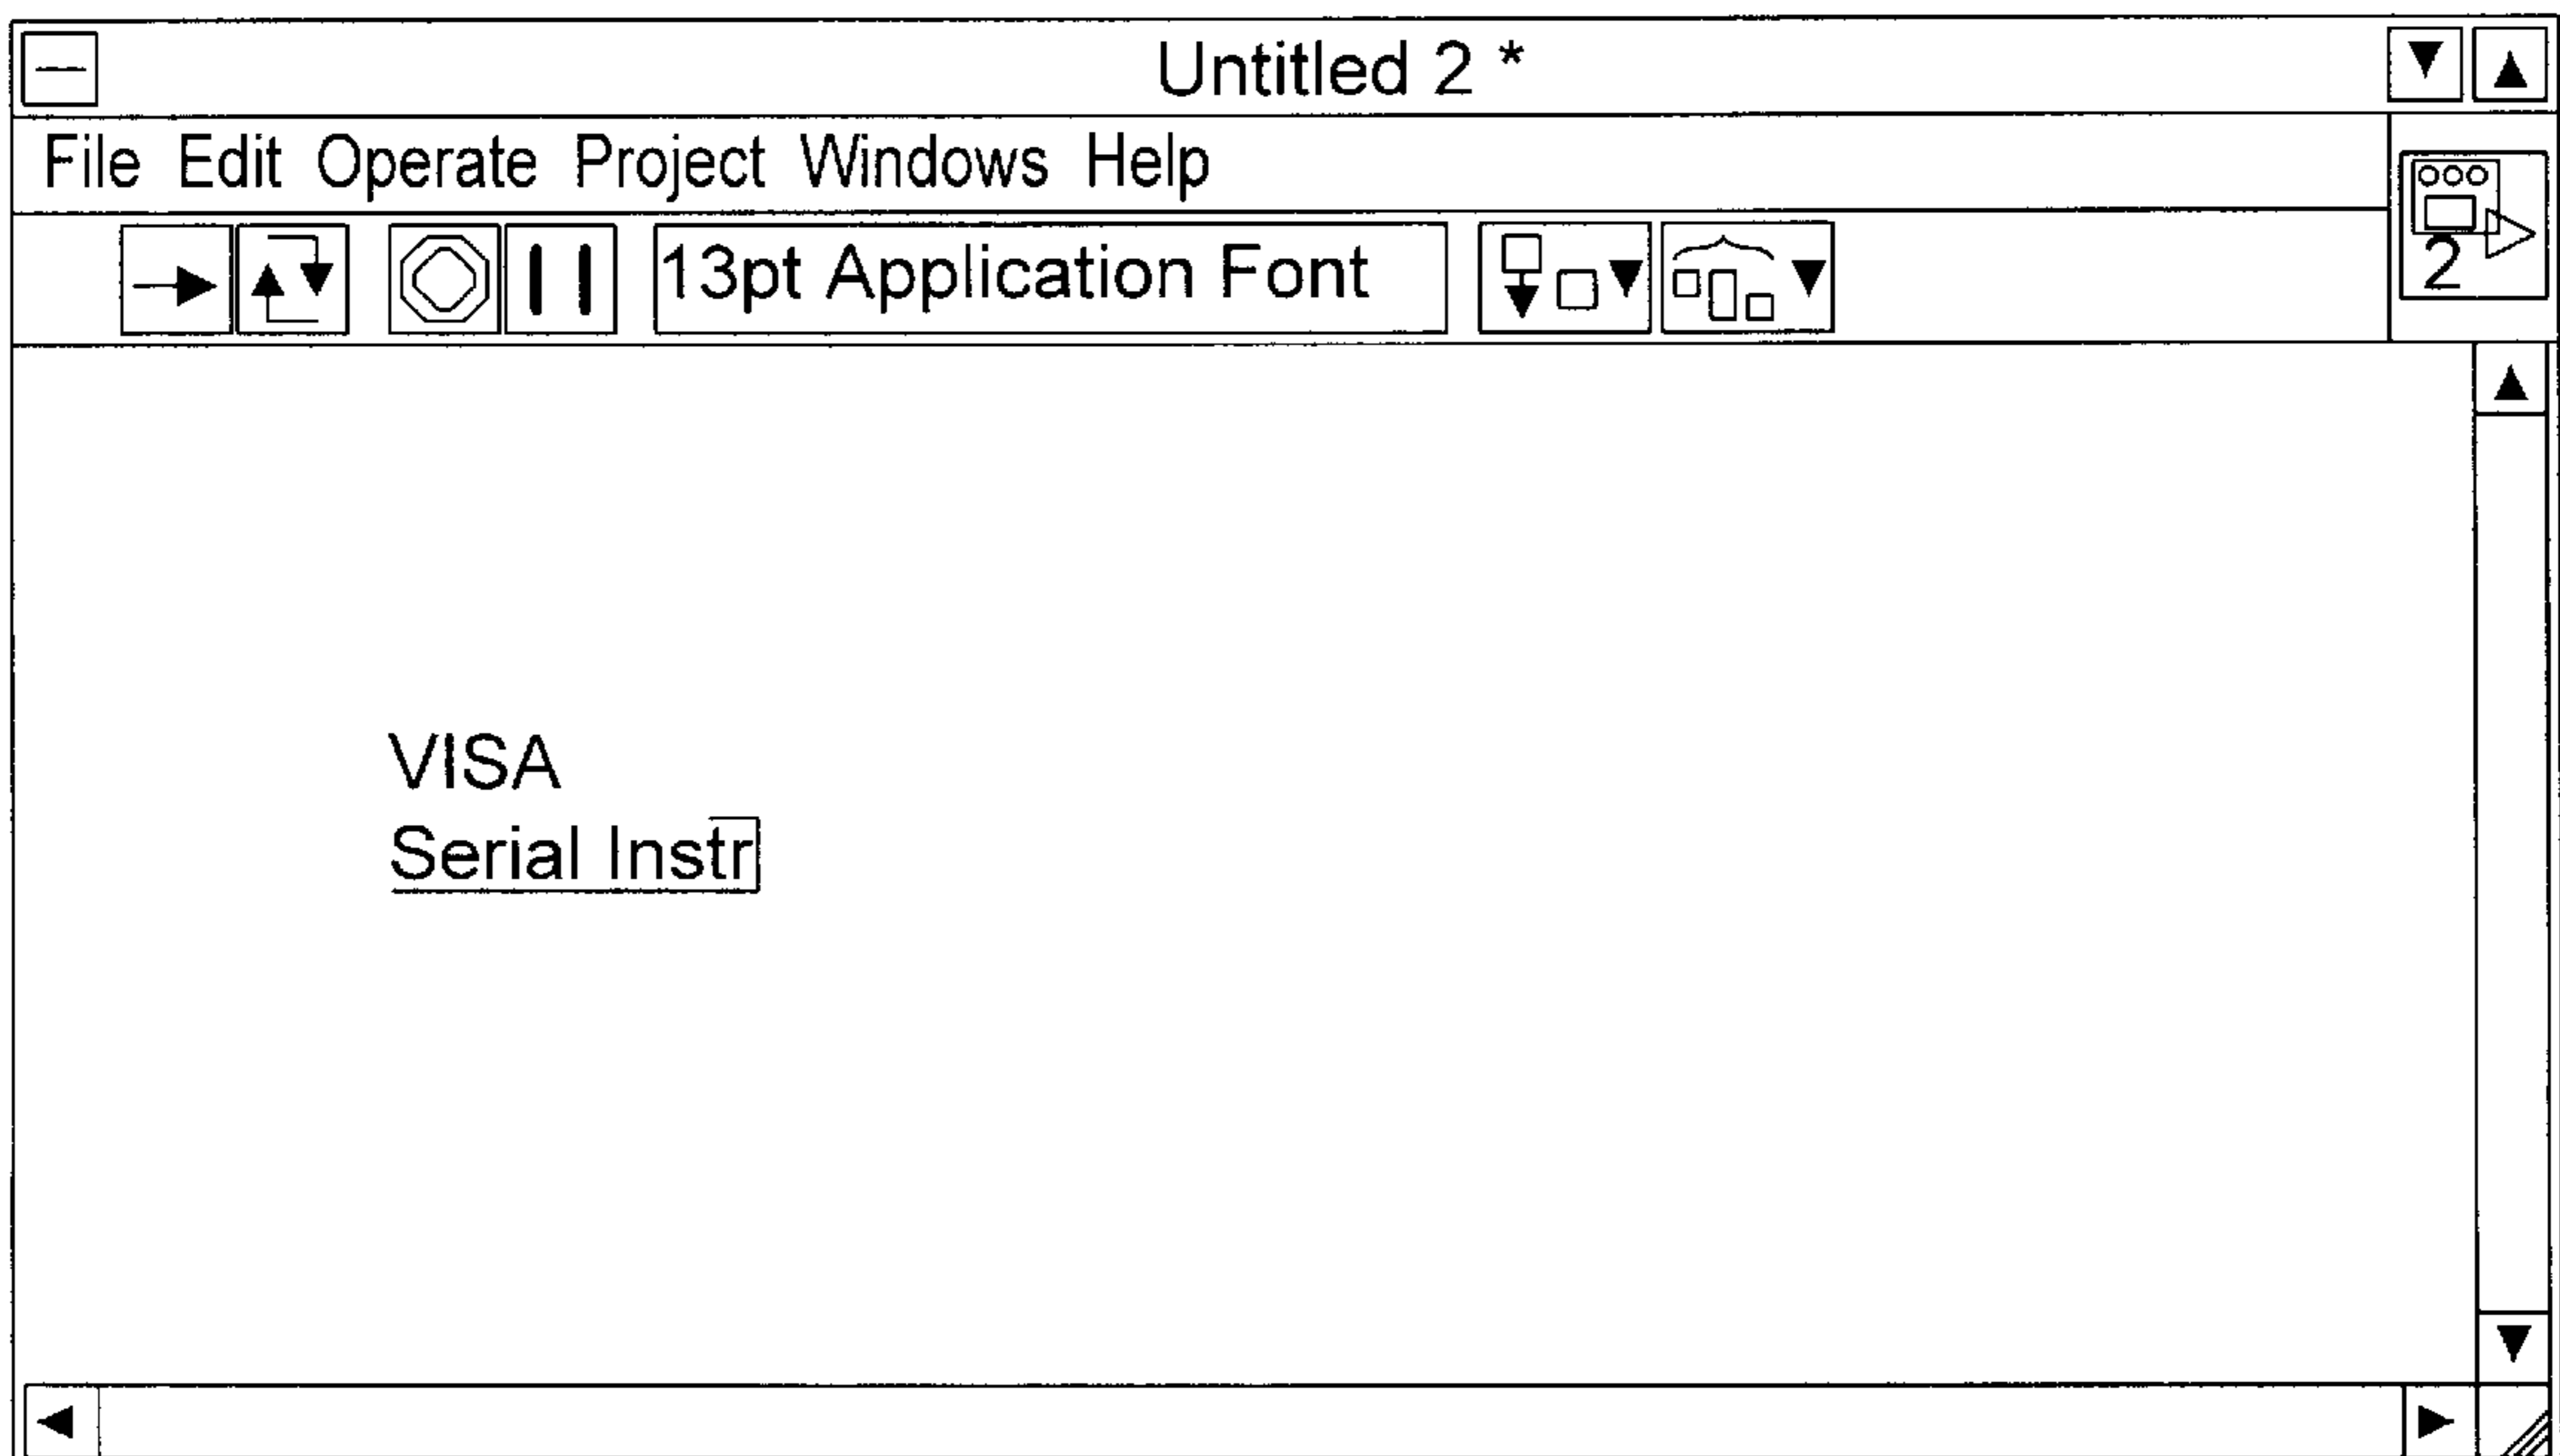 Untitled 2 *
File Edit Operate Project Windows Help
13pt Application Font
2
VISA
Serial Instr